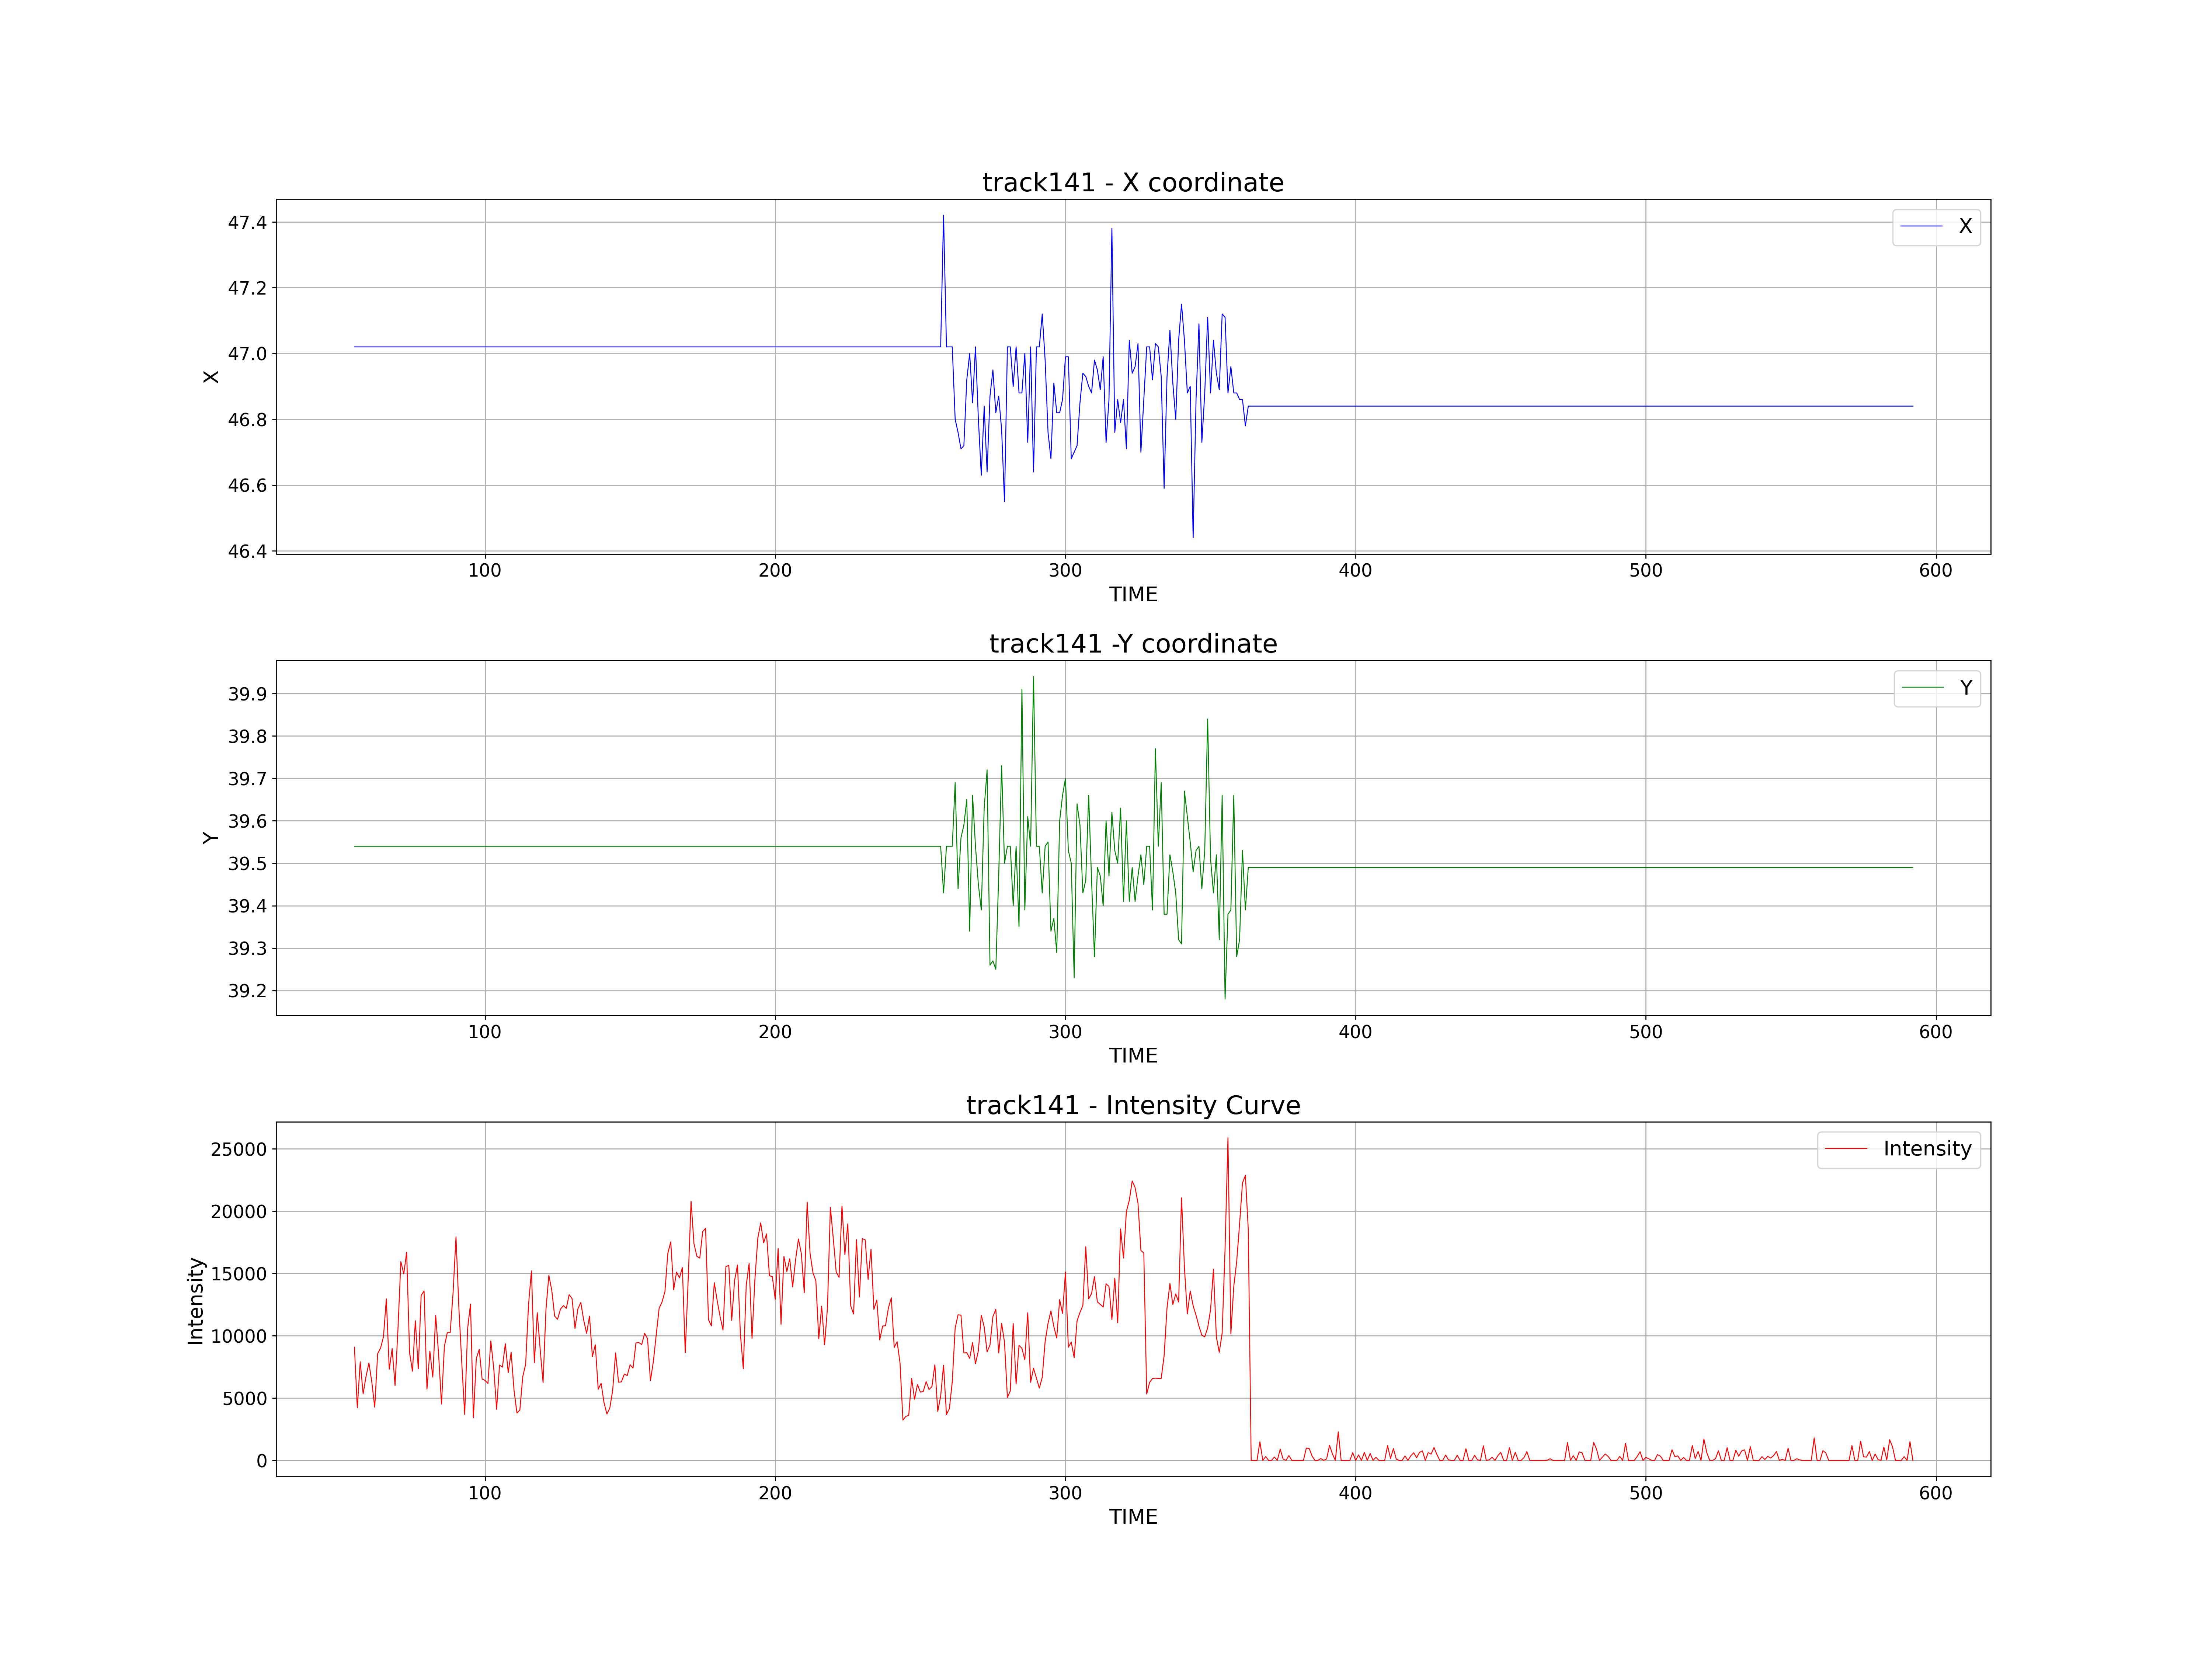 track141 - X coordinate
X
47.4
47.2
47.0
46.8
46.6
46.4
X
100 200 300 400 500 600
TIME
track141 -Y coordinate
Y
39.9
39.8
39.7
39.6
39.5
39.4
39.3
39.2
Y
100 200 300 400 500 600
TIME
track141 - Intensity Curve
Intensity
25000
20000
15000
10000
5000
0
Intensity
100 200 300 400 500 600
TIME